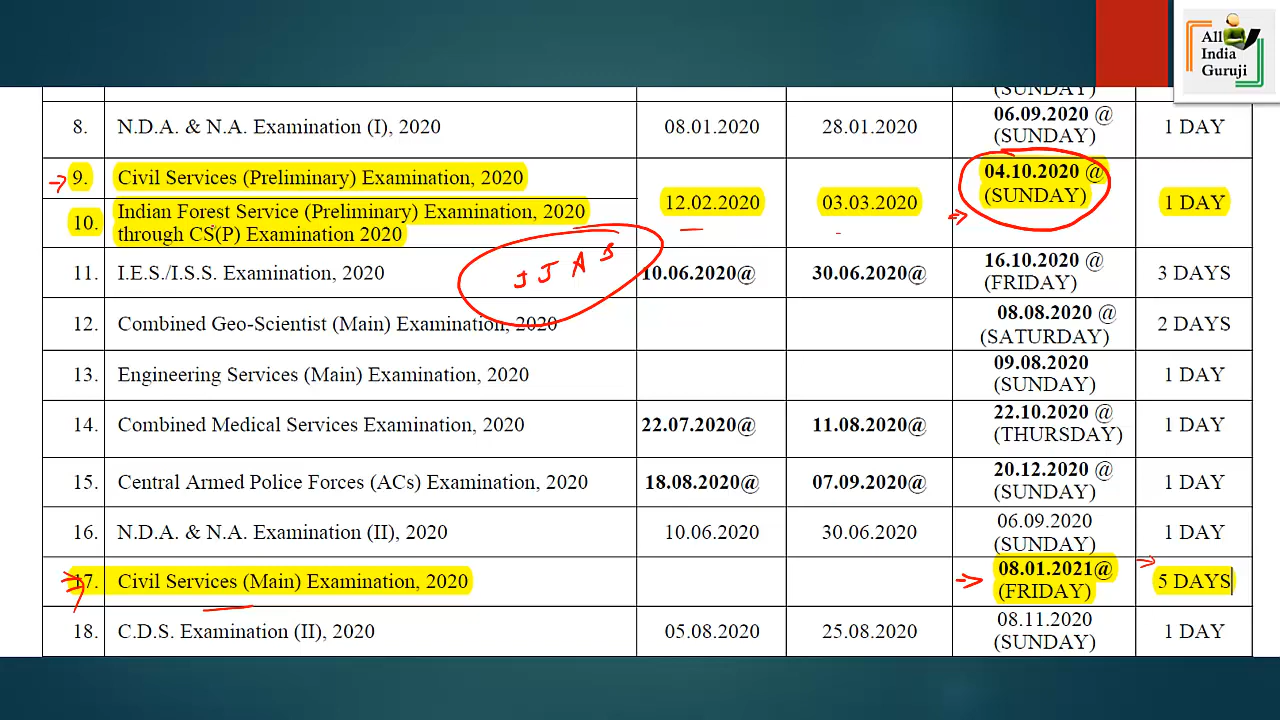 All
India
Guruji
(SUNDAY)
8. N.D.A. & N.A. Examination (I), 2020 08.01.2020 28.01.2020 06.09.2020 @ (SUNDAY) 1 DAY
9. Civil Services (Preliminary) Examination, 2020 12.02.2020 03.03.2020 04.10.2020 @ (SUNDAY) 1 DAY
10. Indian Forest Service (Preliminary) Examination, 2020
through CS(P) Examination 2020
J J A S
11. I.E.S./I.S.S. Examination, 2020 10.06.2020@ 30.06.2020@ 16.10.2020 @ (FRIDAY) 3 DAYS
12. Combined Geo-Scientist (Main) Examination, 2020 08.08.2020 @ (SATURDAY) 2 DAYS
13. Engineering Services (Main) Examination, 2020 09.08.2020 (SUNDAY) 1 DAY
14. Combined Medical Services Examination, 2020 22.07.2020@ 11.08.2020@ 22.10.2020 @ (THURSDAY) 1 DAY
15. Central Armed Police Forces (ACs) Examination, 2020 18.08.2020@ 07.09.2020@ 20.12.2020 @ (SUNDAY) 1 DAY
16. N.D.A. & N.A. Examination (II), 2020 10.06.2020 30.06.2020 06.09.2020 (SUNDAY) 1 DAY
17. Civil Services (Main) Examination, 2020 08.01.2021@ (FRIDAY) 5 DAYS
18. C.D.S. Examination (II), 2020 05.08.2020 25.08.2020 08.11.2020 (SUNDAY) 1 DAY